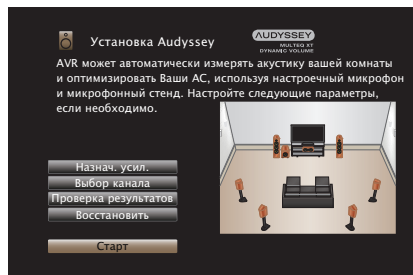 Установка Audyssey
AUDYSSEY
MULTEQ XT
DYNAMIC VOLUME
AVR может автоматически измерять акустику вашей комнаты
и оптимизировать Ваши АС, используя настроечный микрофон
и микрофонный стенд. Настройте следующие параметры,
если необходимо.
Назнач. усил.
Выбор канала
Проверка результатов
Восстановить
Старт